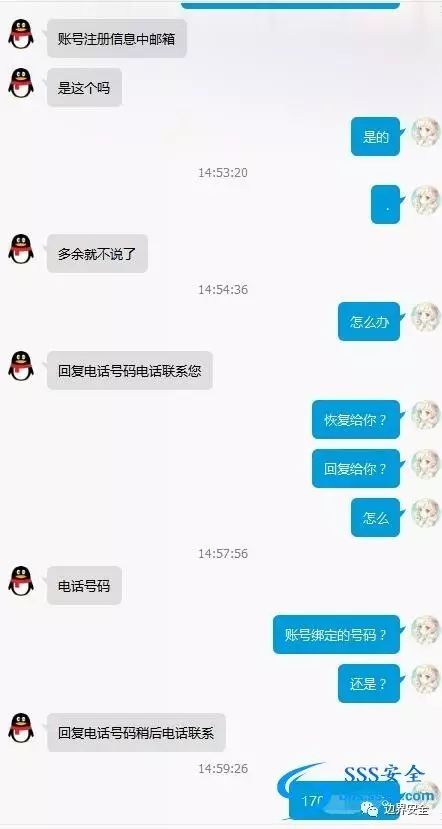 账号注册信息中邮箱
是这个吗
是的
14:53:20
.
多余就不说了
14:54:36
怎么办
回复电话号码电话联系您
恢复给你？
回复给你？
怎么
14:57:56
电话号码
账号绑定的号码？
还是？
回复电话号码稍后电话联系
14:59:26
SSS安全
170
边界安全